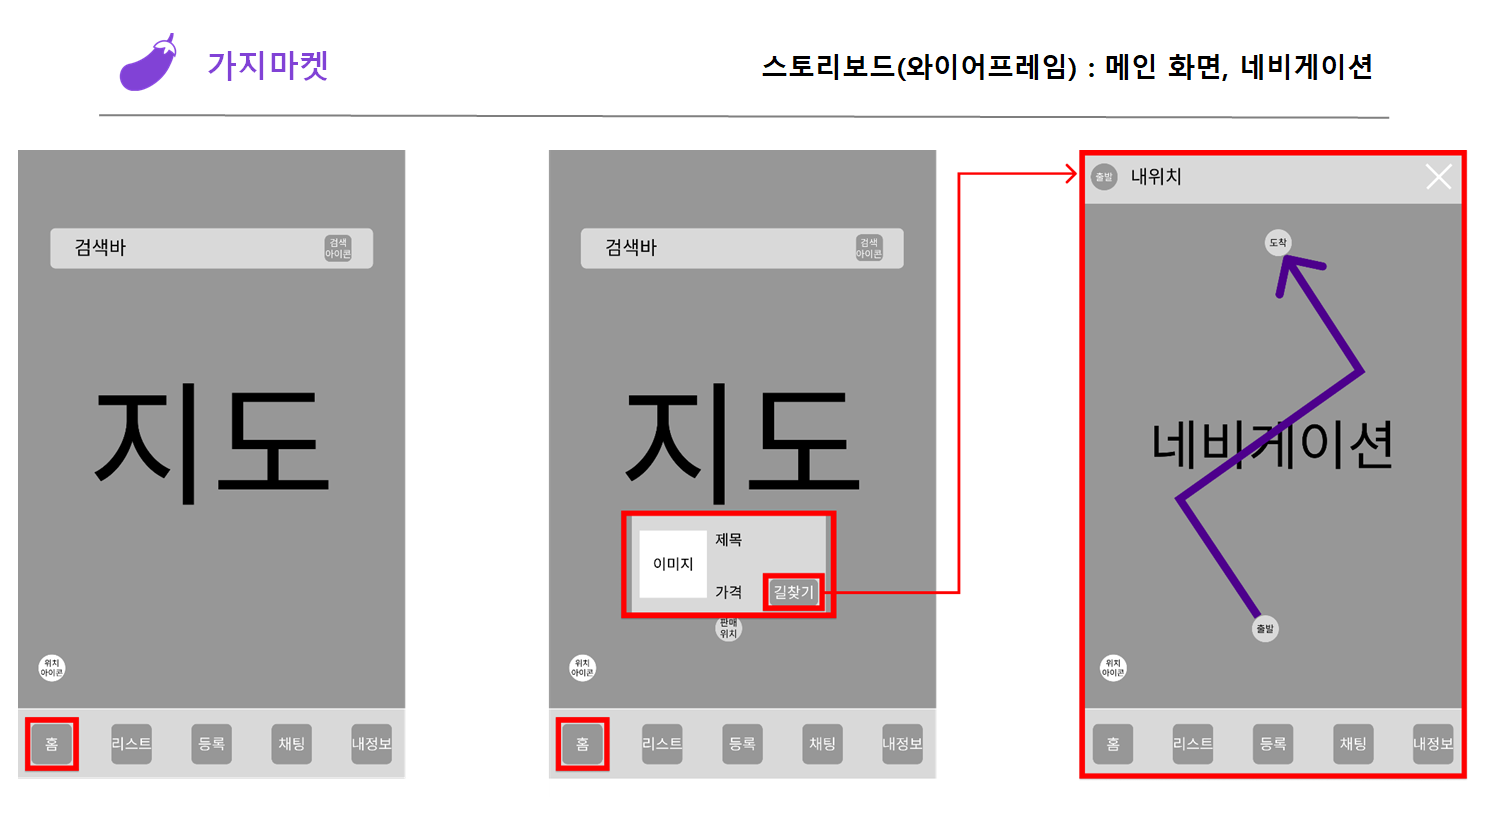 가지마켓
스토리보드(와이어프레임) : 메인 화면, 네비게이션
검색바
검색
아이콘
지도
위치
아이콘
홈
리스트
등록
채팅
내정보
검색바
검색
아이콘
지도
이미지
제목
가격
길찾기
판매
위치
위치
아이콘
홈
리스트
등록
채팅
내정보
출발
내위치
도착
네비게이션
출발
위치
아이콘
홈
리스트
등록
채팅
내정보